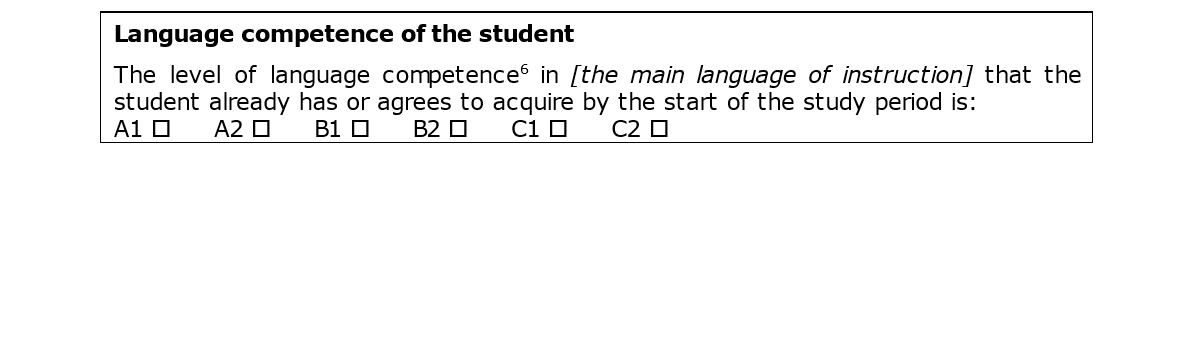 Language competence of the student
The level of language competence⁶ in [the main language of instruction] that the
student already has or agrees to acquire by the start of the study period is:
A1 ☐ A2 ☐ B1 ☐ B2 ☐ C1 ☐ C2 ☐